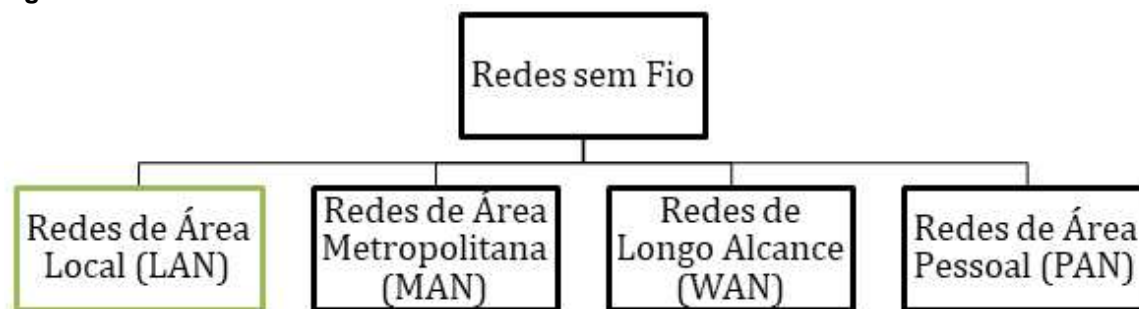 Redes sem Fio
Redes de Área
Local (LAN)
Redes de Área
Metropolitana
(MAN)
Redes de
Longo Alcance
(WAN)
Redes de Área
Pessoal (PAN)